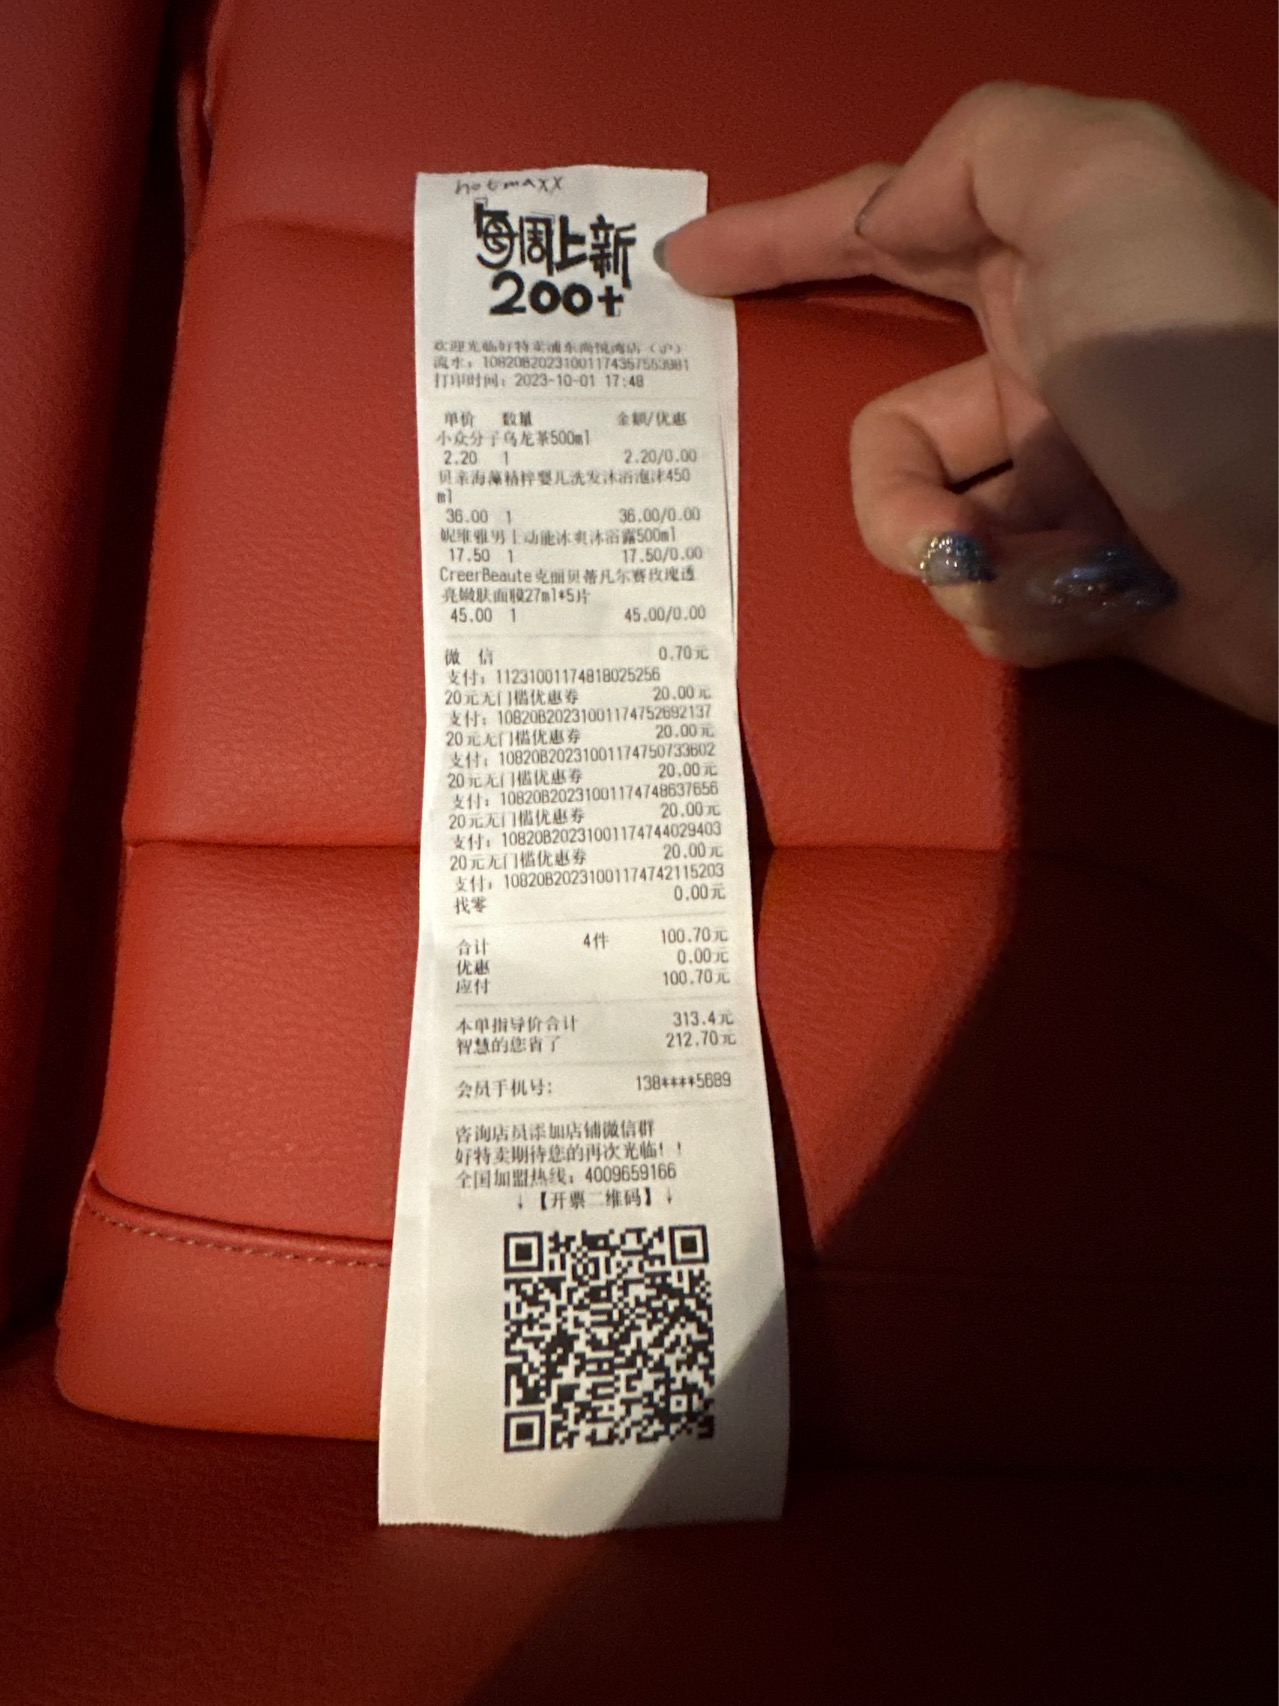 hotmaxx
每周上新
200+
欢迎光临好特卖浦东尚悦湾店（沪）
流水：10820B20231001174357553981
打印时间：2023-10-01 17:48
单价 数量 金额/优惠
小众分子乌龙茶500ml
2.20 1 2.20/0.00
贝亲海藻精粹婴儿洗发沐浴泡沫450
ml
36.00 1 36.00/0.00
妮维雅男士动能冰爽沐浴露500ml
17.50 1 17.50/0.00
CreerBeaute克丽贝蒂凡尔赛玫瑰透
亮嫩肤面膜27ml*5片
45.00 1 45.00/0.00
微 信 0.70元
支付：11231001174818025256
20元无门槛优惠券 20.00元
支付：10820B20231001174752692137
20元无门槛优惠券 20.00元
支付：10820B20231001174750733602
20元无门槛优惠券 20.00元
支付：10820B20231001174748637656
20元无门槛优惠券 20.00元
支付：10820B20231001174744029403
20元无门槛优惠券 20.00元
支付：10820B20231001174742115203
找零 0.00元
合计 4件 100.70元
优惠 0.00元
应付 100.70元
本单指导价合计 313.4元
智慧的您省了 212.70元
会员手机号： 138****5689
咨询店员添加店铺微信群
好特卖期待您的再次光临！！
全国加盟热线：4009659166
↓【开票二维码】↓